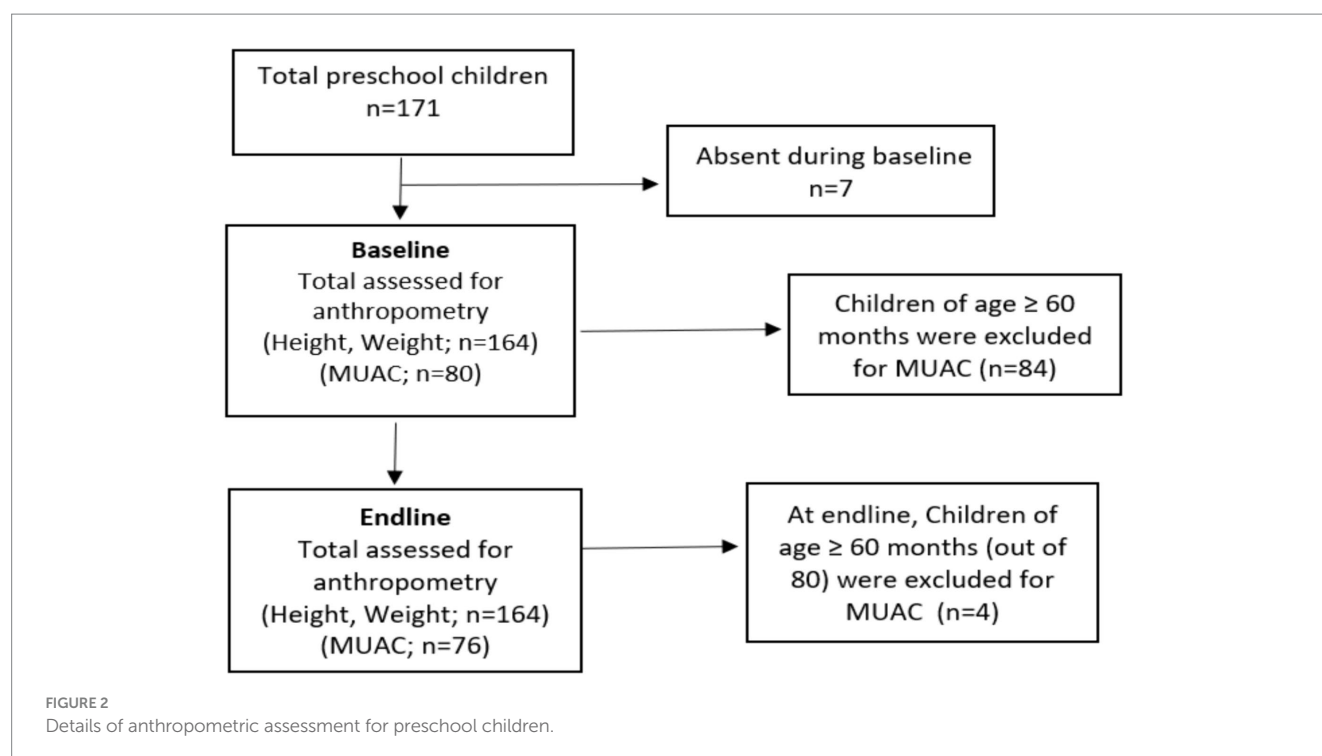 Total preschool children
n=171
Absent during baseline
n=7
Baseline
Total assessed for
anthropometry
(Height, Weight; n=164)
(MUAC; n=80)
Children of age ≥ 60
months were excluded
for MUAC (n=84)
Endline
Total assessed for
anthropometry
(Height, Weight; n=164)
(MUAC; n=76)
At endline, Children of
age ≥ 60 months (out of
80) were excluded for
MUAC (n=4)
FIGURE 2
Details of anthropometric assessment for preschool children.